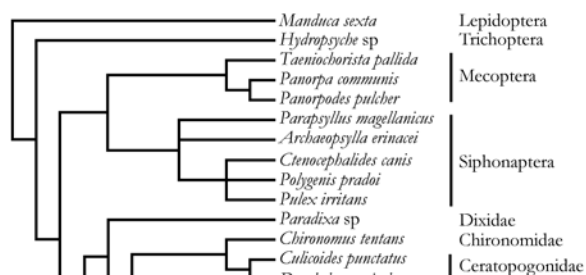 Manduca sexta Lepidoptera
Hydropsyche sp Trichoptera
Taeniochorista pallida
Panorpa communis Mecoptera
Panorpodes pulcher
Parapsyllus magellanicus
Archaeopsylla erinacei
Ctenocephalides canis Siphonaptera
Polygenis pradoi
Pulex irritans
Paradixa sp Dixidae
Chironomus tentans Chironomidae
Culicoides punctatus Ceratopogonidae